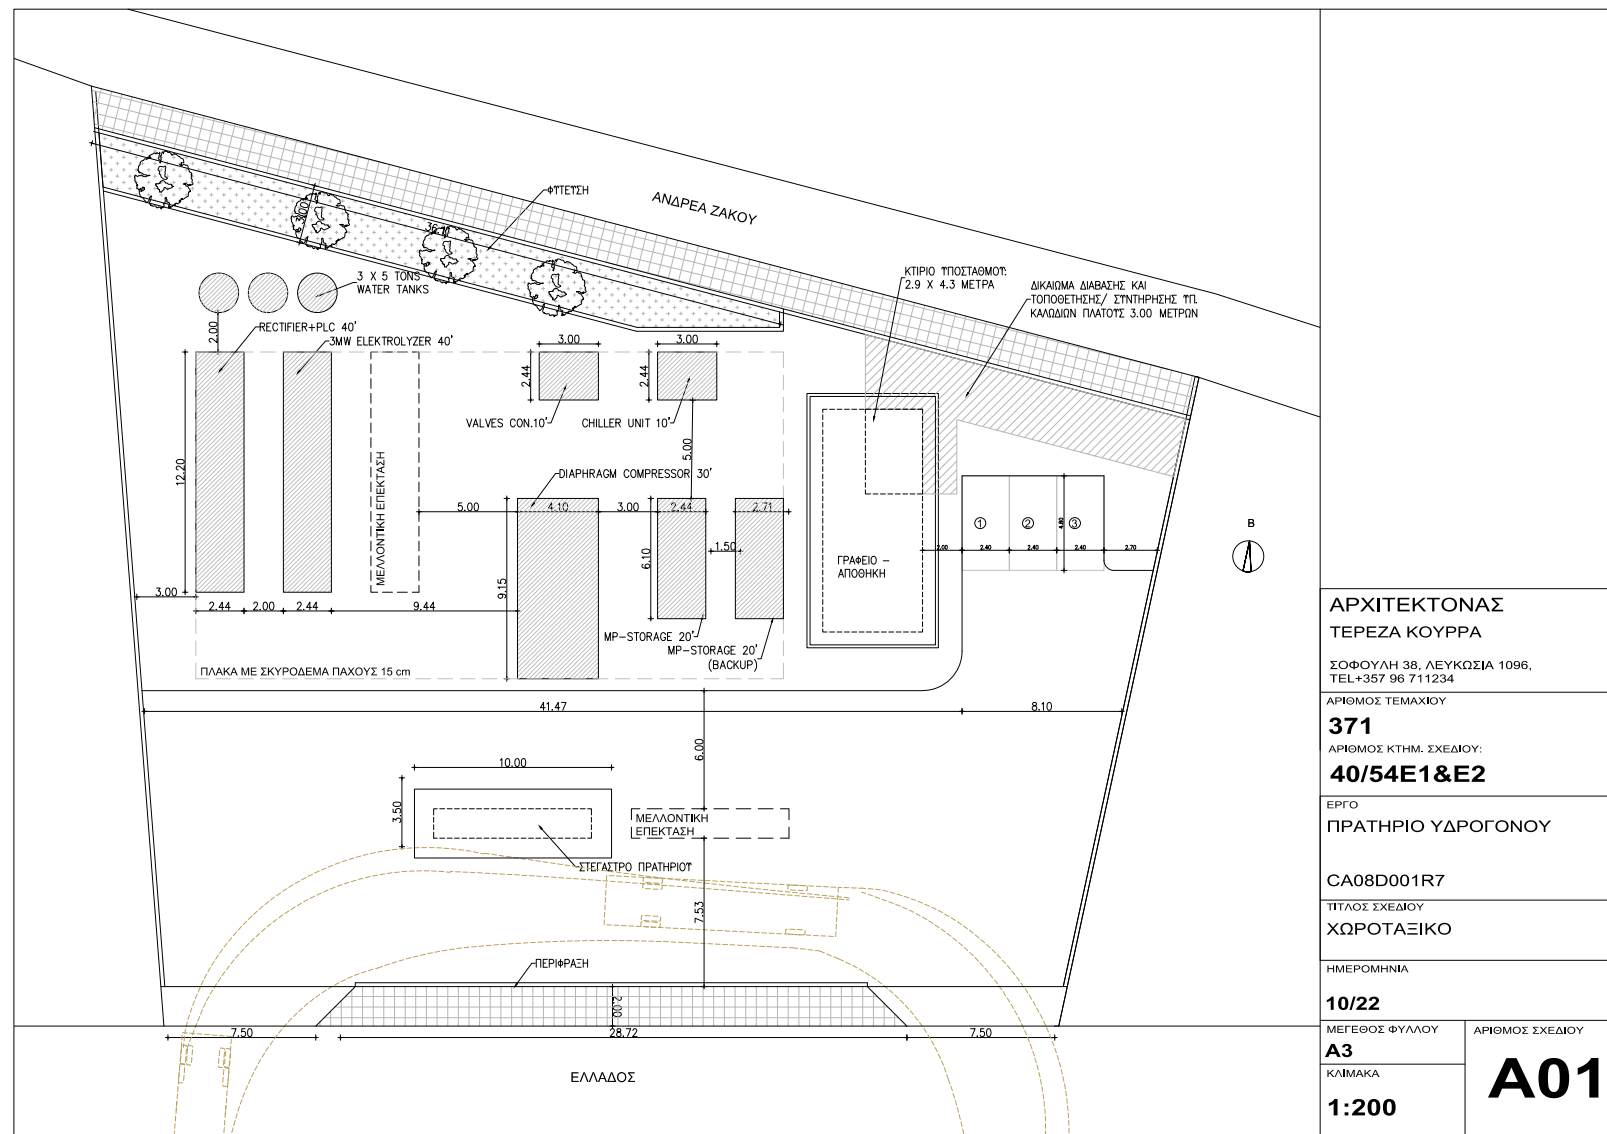 ΑΝΔΡΕΑ ΖΑΚΟΥ
ΦΥΤΕΥΣΗ
3.00
36.10
3 X 5 TONS
WATER TANKS
ΚΤΙΡΙΟ ΥΠΟΣΤΑΘΜΟΥ:
2.9 X 4.3 ΜΕΤΡΑ
ΔΙΚΑΙΩΜΑ ΔΙΑΒΑΣΗΣ ΚΑΙ
ΤΟΠΟΘΕΤΗΣΗΣ/ ΣΥΝΤΗΡΗΣΗΣ ΥΠ.
ΚΑΛΩΔΙΩΝ ΠΛΑΤΟΥΣ 3.00 ΜΕΤΡΩΝ
2.00
RECTIFIER+PLC 40'
3MW ELEKTROLYZER 40'
3.00
3.00
2.44
2.44
VALVES CON.10'
CHILLER UNIT 10'
5.00
12.20
ΜΕΛΛΟΝΤΙΚΗ ΕΠΕΚΤΑΣΗ
DIAPHRAGM COMPRESSOR 30'
5.00
4.10
3.00
2.44
2.71
1.50
6.10
9.15
ΓΡΑΦΕΙΟ –
ΑΠΟΘΗΚΗ
1
2
3
4.80
2.00
2.40
2.40
2.40
2.70
B
3.00
2.44
2.00
2.44
9.44
MP–STORAGE 20'
MP–STORAGE 20'
(BACKUP)
ΠΛΑΚΑ ΜΕ ΣΚΥΡΟΔΕΜΑ ΠΑΧΟΥΣ 15 cm
41.47
8.10
6.00
10.00
3.50
ΜΕΛΛΟΝΤΙΚΗ
ΕΠΕΚΤΑΣΗ
ΣΤΕΓΑΣΤΡΟ ΠΡΑΤΗΡΙΟΥ
7.53
ΠΕΡΙΦΡΑΞΗ
2.00
7.50
28.72
7.50
ΕΛΛΑΔΟΣ
ΑΡΧΙΤΕΚΤΟΝΑΣ
ΤΕΡΕΖΑ ΚΟΥΡΡΑ
ΣΟΦΟΥΛΗ 38, ΛΕΥΚΩΣΙΑ 1096,
TEL+357 96 711234
ΑΡΙΘΜΟΣ ΤΕΜΑΧΙΟΥ
371
ΑΡΙΘΜΟΣ ΚΤΗΜ. ΣΧΕΔΙΟΥ:
40/54E1&E2
ΕΡΓΟ
ΠΡΑΤΗΡΙΟ ΥΔΡΟΓΟΝΟΥ
CA08D001R7
ΤΙΤΛΟΣ ΣΧΕΔΙΟΥ
ΧΩΡΟΤΑΞΙΚΟ
ΗΜΕΡΟΜΗΝΙΑ
10/22
ΜΕΓΕΘΟΣ ΦΥΛΛΟΥ
A3
ΚΛΙΜΑΚΑ
1:200
ΑΡΙΘΜΟΣ ΣΧΕΔΙΟΥ
A01